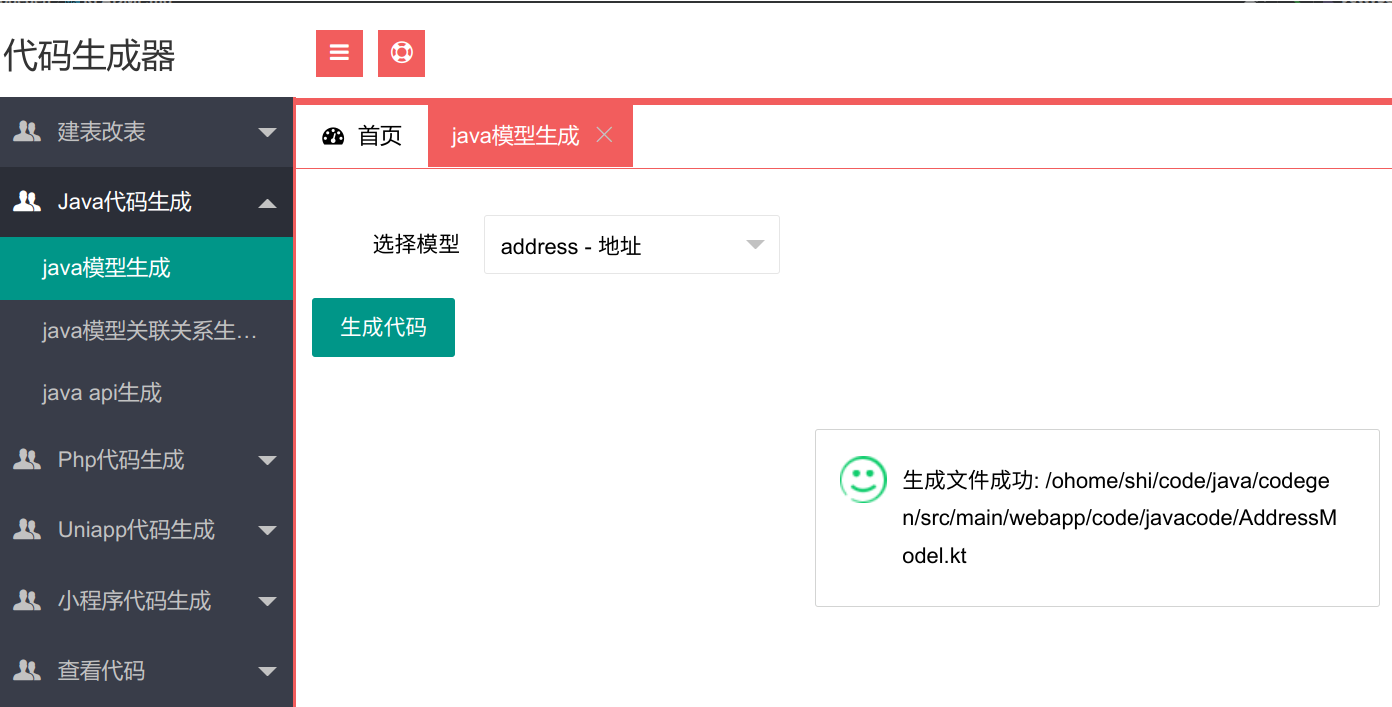 代码生成器
建表改表
Java代码生成
java模型生成
java模型关联关系生…
java api生成
Php代码生成
Uniapp代码生成
小程序代码生成
查看代码
首页
java模型生成
选择模型
address - 地址
生成代码
生成文件成功: /ohome/shi/code/java/codege
n/src/main/webapp/code/javacode/AddressM
odel.kt